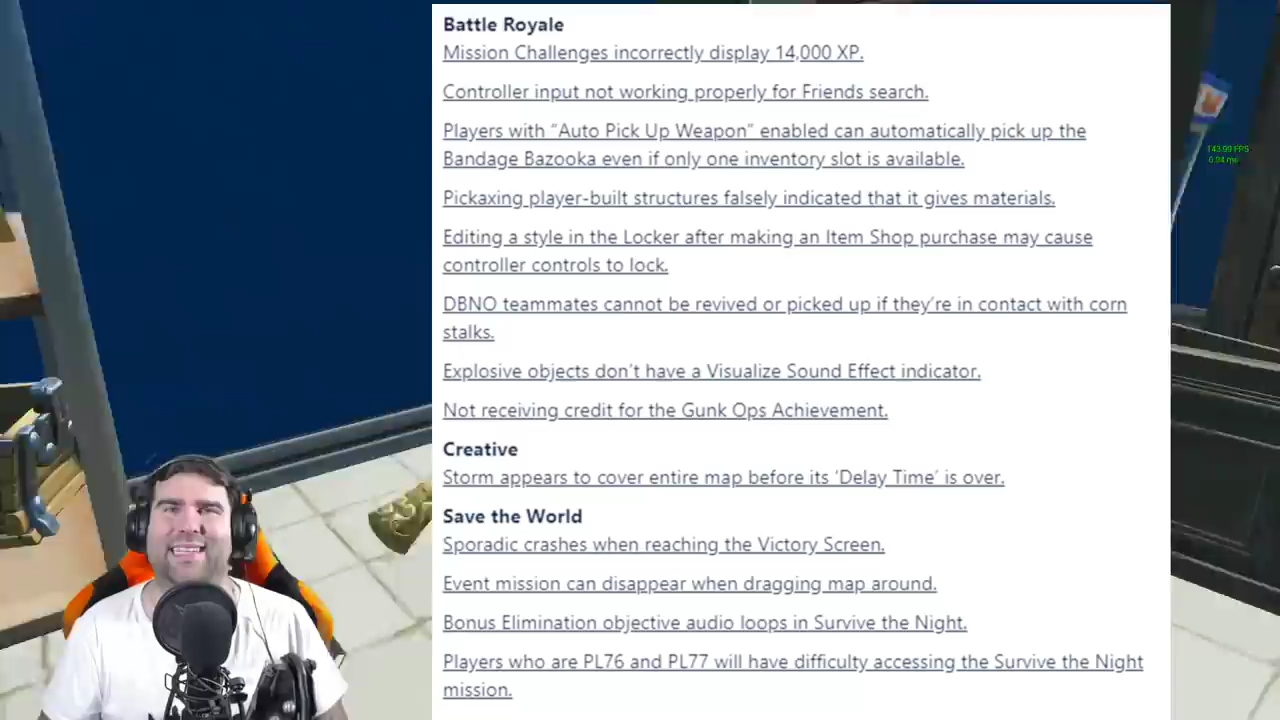 Battle Royale
Mission Challenges incorrectly display 14,000 XP.
Controller input not working properly for Friends search.
Players with “Auto Pick Up Weapon” enabled can automatically pick up the
Bandage Bazooka even if only one inventory slot is available.
Pickaxing player-built structures falsely indicated that it gives materials.
Editing a style in the Locker after making an Item Shop purchase may cause
controller controls to lock.
DBNO teammates cannot be revived or picked up if they’re in contact with corn
stalks.
Explosive objects don’t have a Visualize Sound Effect indicator.
Not receiving credit for the Gunk Ops Achievement.
Creative
Storm appears to cover entire map before its ‘Delay Time’ is over.
Save the World
Sporadic crashes when reaching the Victory Screen.
Event mission can disappear when dragging map around.
Bonus Elimination objective audio loops in Survive the Night.
Players who are PL76 and PL77 will have difficulty accessing the Survive the Night
mission.
143.99 FPS
0.04 ms